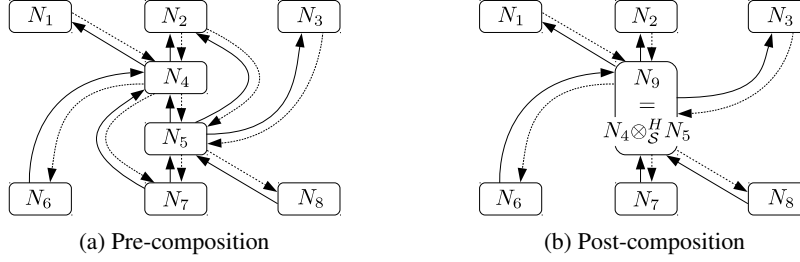 N₁ N₂ N₃
N₄
N₅
N₆ N₇ N₈
(a) Pre-composition
N₁ N₂ N₃
N₉
=
N₄⊗_S^H N₅
N₆ N₇ N₈
(b) Post-composition